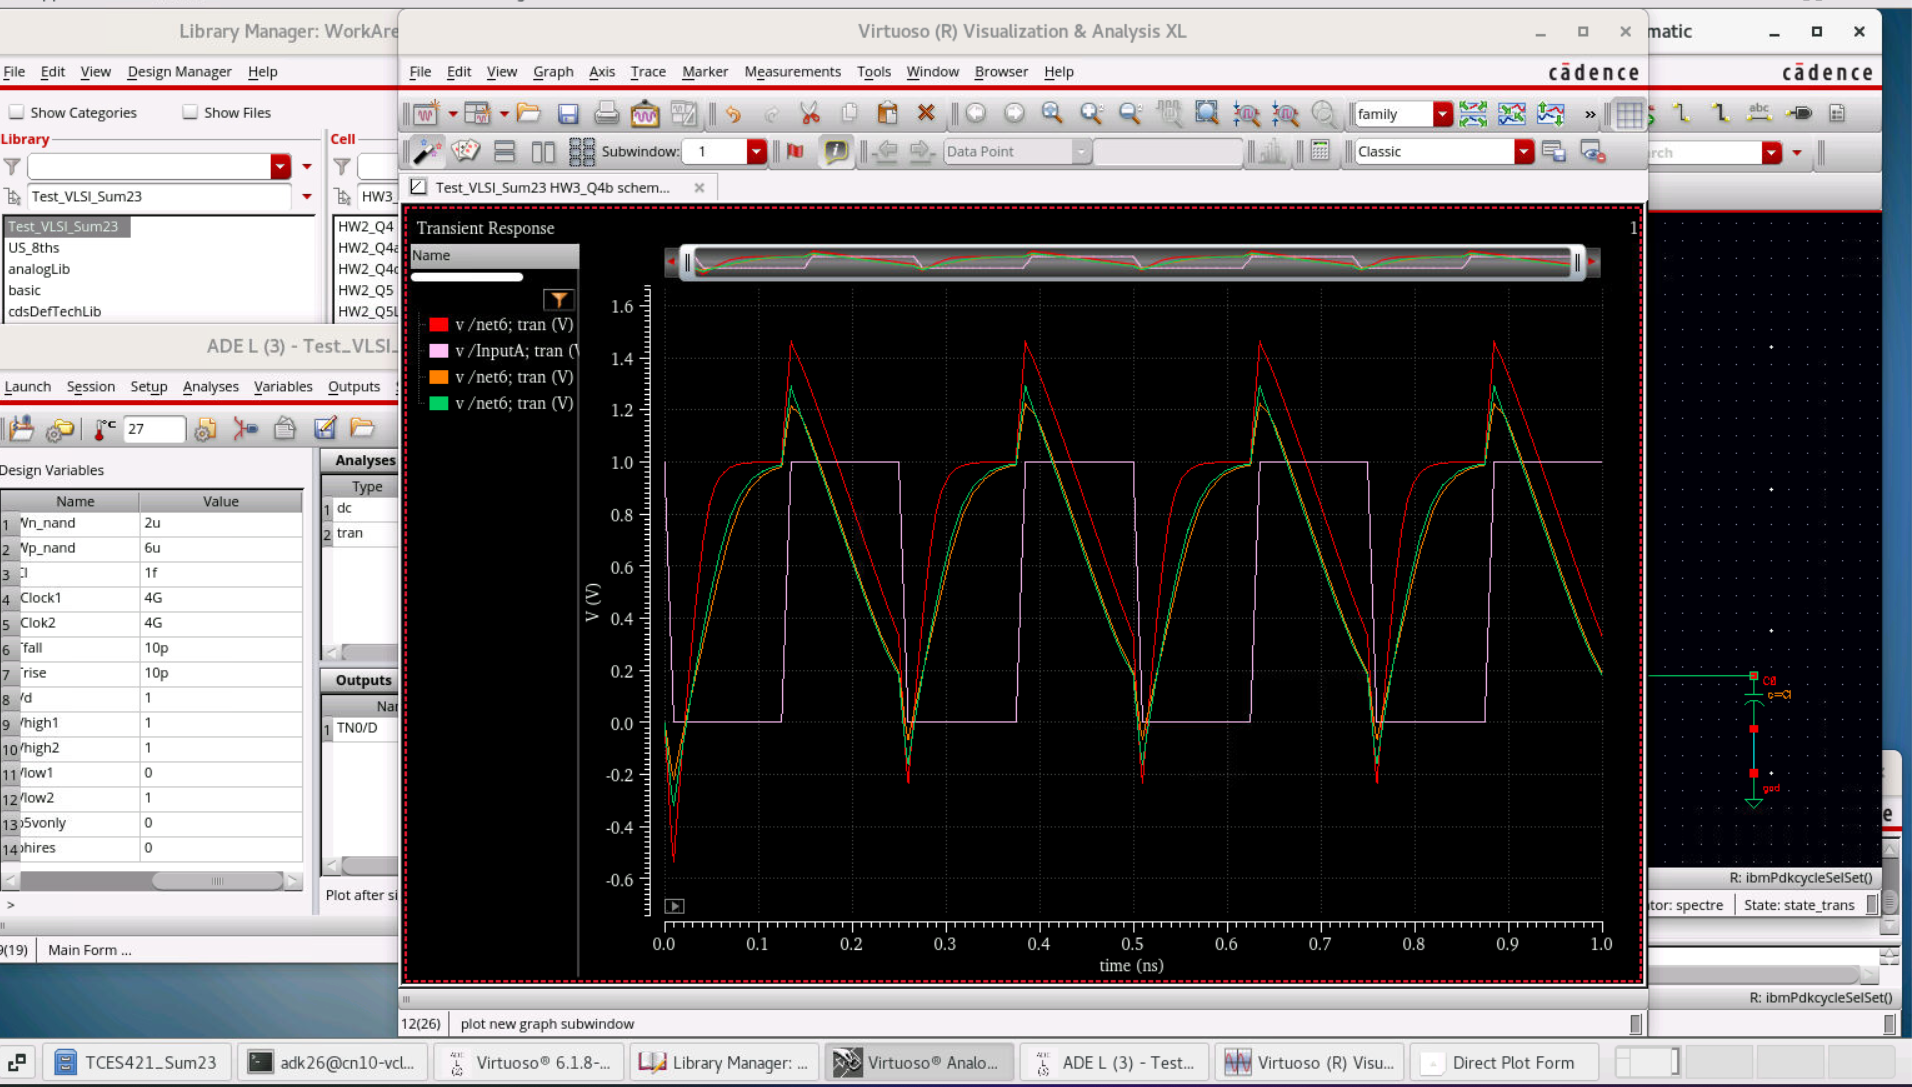 Library Manager: WorkAre
Virtuoso (R) Visualization & Analysis XL
matic
File Edit View Design Manager Help
File Edit View Graph Axis Trace Marker Measurements Tools Window Browser Help
cādence
cādence
Show Categories Show Files
family
»
abc
Library
Cell
Subwindow: 1
Data Point
Classic
rch
Test_VLSI_Sum23
HW3_
Test_VLSI_Sum23 HW3_Q4b schem...
Test_VLSI_Sum23
US_8ths
analogLib
basic
cdsDefTechLib
HW2_Q4
HW2_Q4a
HW2_Q4c
HW2_Q5
HW2_Q5L
Transient Response
1
Name
v /net6; tran (V)
v /InputA; tran (V
v /net6; tran (V)
v /net6; tran (V)
1.6
1.4
1.2
1.0
0.8
0.6
0.4
0.2
0.0
-0.2
-0.4
-0.6
V (V)
0.0 0.1 0.2 0.3 0.4 0.5 0.6 0.7 0.8 0.9 1.0
time (ns)
ADE L (3) - Test_VLSI_
Launch Session Setup Analyses Variables Outputs
°C 27
Design Variables
Analyses
Name Value
Type
1 Wn_nand 2u
2 Wp_nand 6u
3 Cl 1f
4 Clock1 4G
5 Clok2 4G
6 Tfall 10p
7 Trise 10p
8 Vd 1
9 Vhigh1 1
10 Vhigh2 1
11 Vlow1 0
12 Vlow2 1
13 p5vonly 0
14 phires 0
1 dc
2 tran
Outputs
Nar
1 TN0/D
Plot after si
>
9(19) Main Form ...
C0
c=Cl
gnd
e
R: ibmPdkcycleSelSet()
tor: spectre State: state_trans
R: ibmPdkcycleSelSet()
12(26) plot new graph subwindow
TCES421_Sum23
adk26@cn10-vcl...
Virtuoso® 6.1.8-...
Library Manager: ...
Virtuoso® Analo...
ADE L (3) - Test...
Virtuoso (R) Visu...
Direct Plot Form